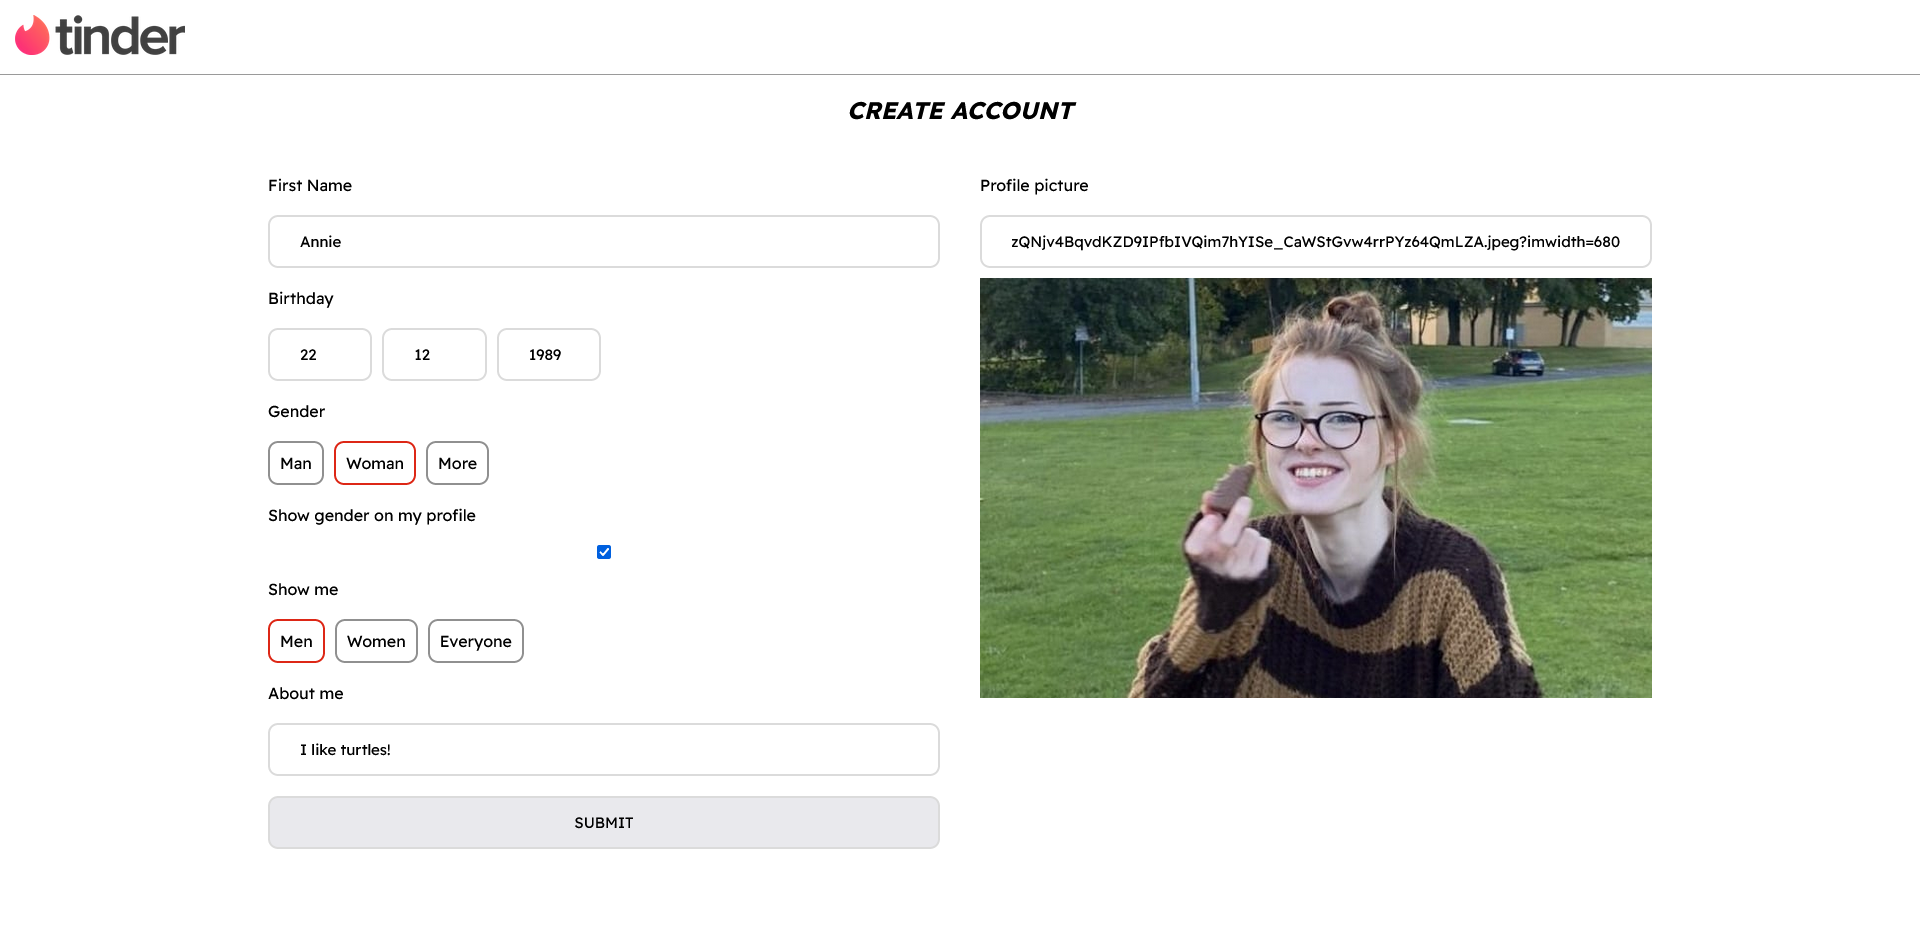 tinder
CREATE ACCOUNT
First Name
Annie
Birthday
22 12 1989
Gender
Man Woman More
Show gender on my profile
Show me
Men Women Everyone
About me
I like turtles!
SUBMIT
Profile picture
zQNjv4BqvdKZD9IPfbIVQim7hYISe_CaWStGvw4rrPYz64QmLZA.jpeg?imwidth=680